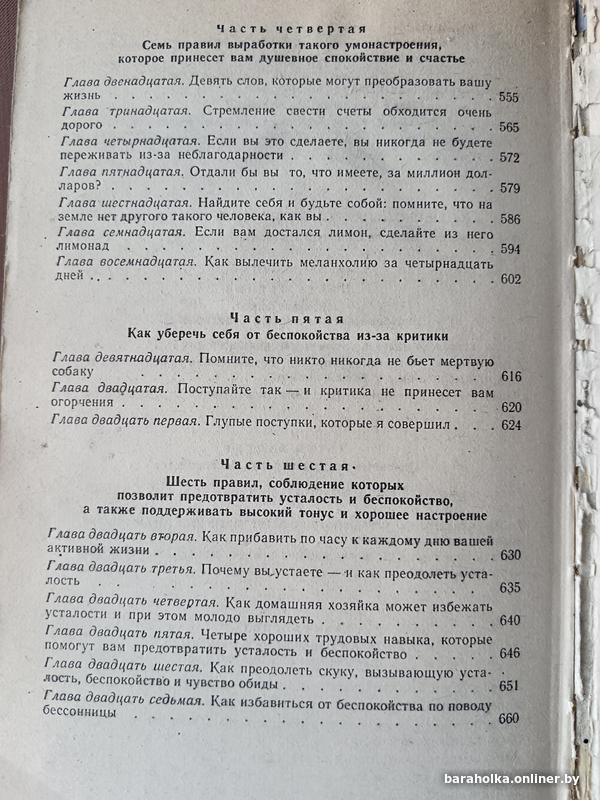 Часть четвертая
Семь правил выработки такого умонастроения,
которое принесет вам душевное спокойствие и счастье
Глава двенадцатая. Девять слов, которые могут преобразовать вашу
жизнь . . . . . . . . . . . . . . . . 555
Глава тринадцатая. Стремление свести счеты обходится очень
дорого . . . . . . . . . . . . . . . . 565
Глава четырнадцатая. Если вы это сделаете, вы никогда не будете
переживать из-за неблагодарности . . . . . . . . 572
Глава пятнадцатая. Отдали бы вы то, что имеете, за миллион дол-
ларов? . . . . . . . . . . . . . . . . 579
Глава шестнадцатая. Найдите себя и будьте собой: помните, что на
земле нет другого такого человека, как вы . . . . . . 586
Глава семнадцатая. Если вам достался лимон, сделайте из него
лимонад . . . . . . . . . . . . . . . 594
Глава восемнадцатая. Как вылечить меланхолию за четырнадцать
дней . . . . . . . . . . . . . . . . 602
Часть пятая
Как уберечь себя от беспокойства из-за критики
Глава девятнадцатая. Помните, что никто никогда не бьет мертвую
собаку . . . . . . . . . . . . . . . 616
Глава двадцатая. Поступайте так — и критика не принесет вам
огорчения . . . . . . . . . . . . . . 620
Глава двадцать первая. Глупые поступки, которые я совершил . . . 624
Часть шестая
Шесть правил, соблюдение которых
позволит предотвратить усталость и беспокойство,
а также поддерживать высокий тонус и хорошее настроение
Глава двадцать вторая. Как прибавить по часу к каждому дню вашей
активной жизни . . . . . . . . . . . . . 630
Глава двадцать третья. Почему вы устаете — и как преодолеть уста-
лость . . . . . . . . . . . . . . . 635
Глава двадцать четвертая. Как домашняя хозяйка может избежать
усталости и при этом молодо выглядеть . . . . . . . 640
Глава двадцать пятая. Четыре хороших трудовых навыка, которые
помогут вам предотвратить усталость и беспокойство . . . . 646
Глава двадцать шестая. Как преодолеть скуку, вызывающую уста-
лость, беспокойство и чувство обиды . . . . . . . . 651
Глава двадцать седьмая. Как избавиться от беспокойства по поводу
бессонницы . . . . . . . . . . . . . . 660
baraholka.onliner.by